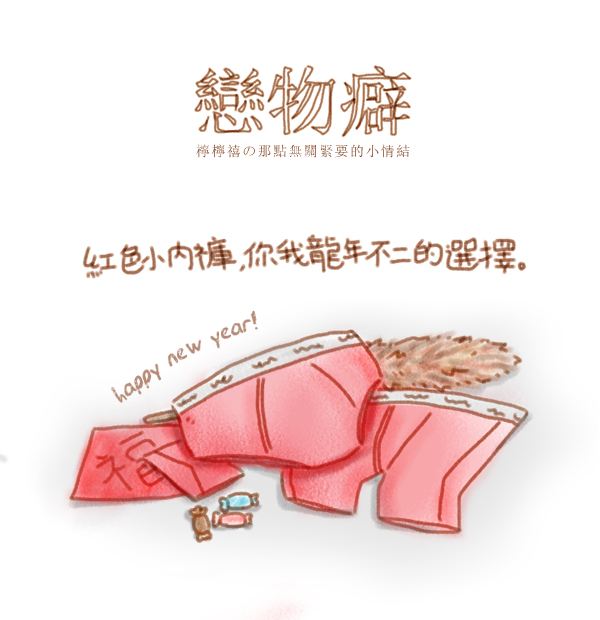 戀物癖
檸檸禧の那點無關緊要的小情結
紅色小內褲,你我龍年不二的選擇。
happy new year!
福